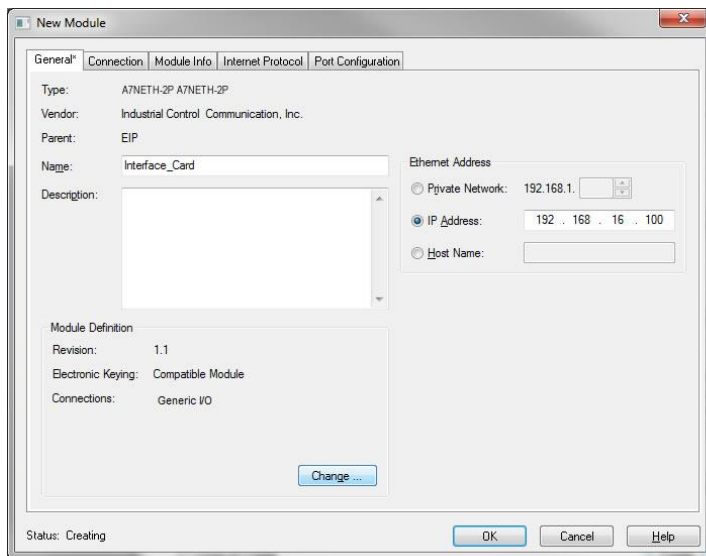 New Module
General* Connection Module Info Internet Protocol Port Configuration
Type: A7NETH-2P A7NETH-2P
Vendor: Industrial Control Communication, Inc.
Parent: EIP
Name: Interface_Card
Description:
Ethernet Address
Private Network: 192.168.1.
IP Address: 192 . 168 . 16 . 100
Host Name:
Module Definition
Revision: 1.1
Electronic Keying: Compatible Module
Connections: Generic I/O
Change ...
Status: Creating
OK Cancel Help